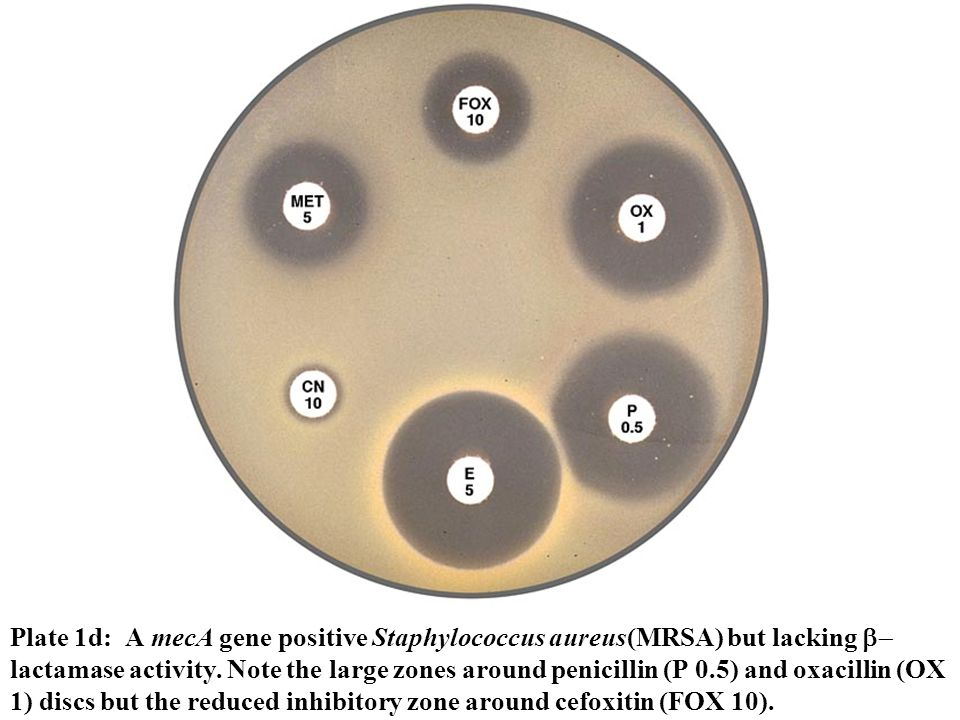 FOX
10
MET
5
OX
1
CN
10
P
0.5
E
5
Plate 1d: A mecA gene positive Staphylococcus aureus(MRSA) but lacking β–
lactamase activity. Note the large zones around penicillin (P 0.5) and oxacillin (OX
1) discs but the reduced inhibitory zone around cefoxitin (FOX 10).